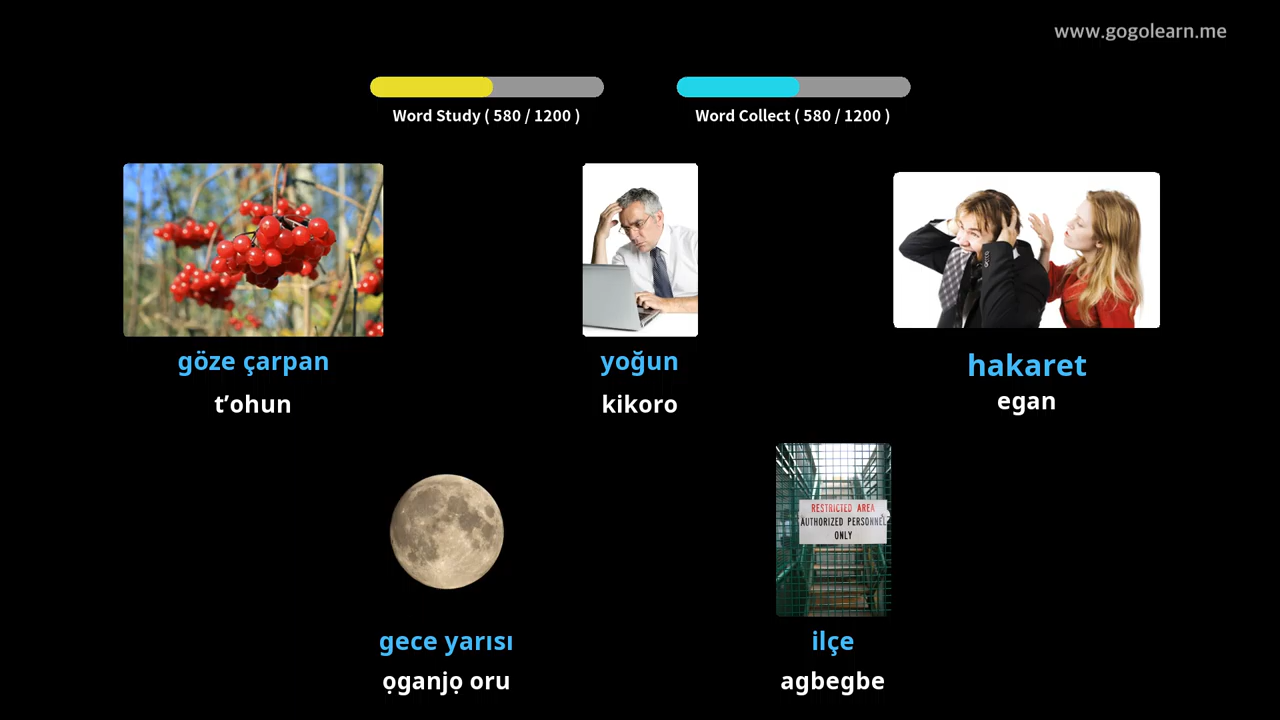 www.gogolearn.me
Word Study ( 580 / 1200 )
Word Collect ( 580 / 1200 )
göze çarpan
t’ohun
yoğun
kikoro
hakaret
egan
RESTRICTED AREA
AUTHORIZED PERSONNEL
ONLY
gece yarısı
ọganjọ oru
ilçe
agbegbe